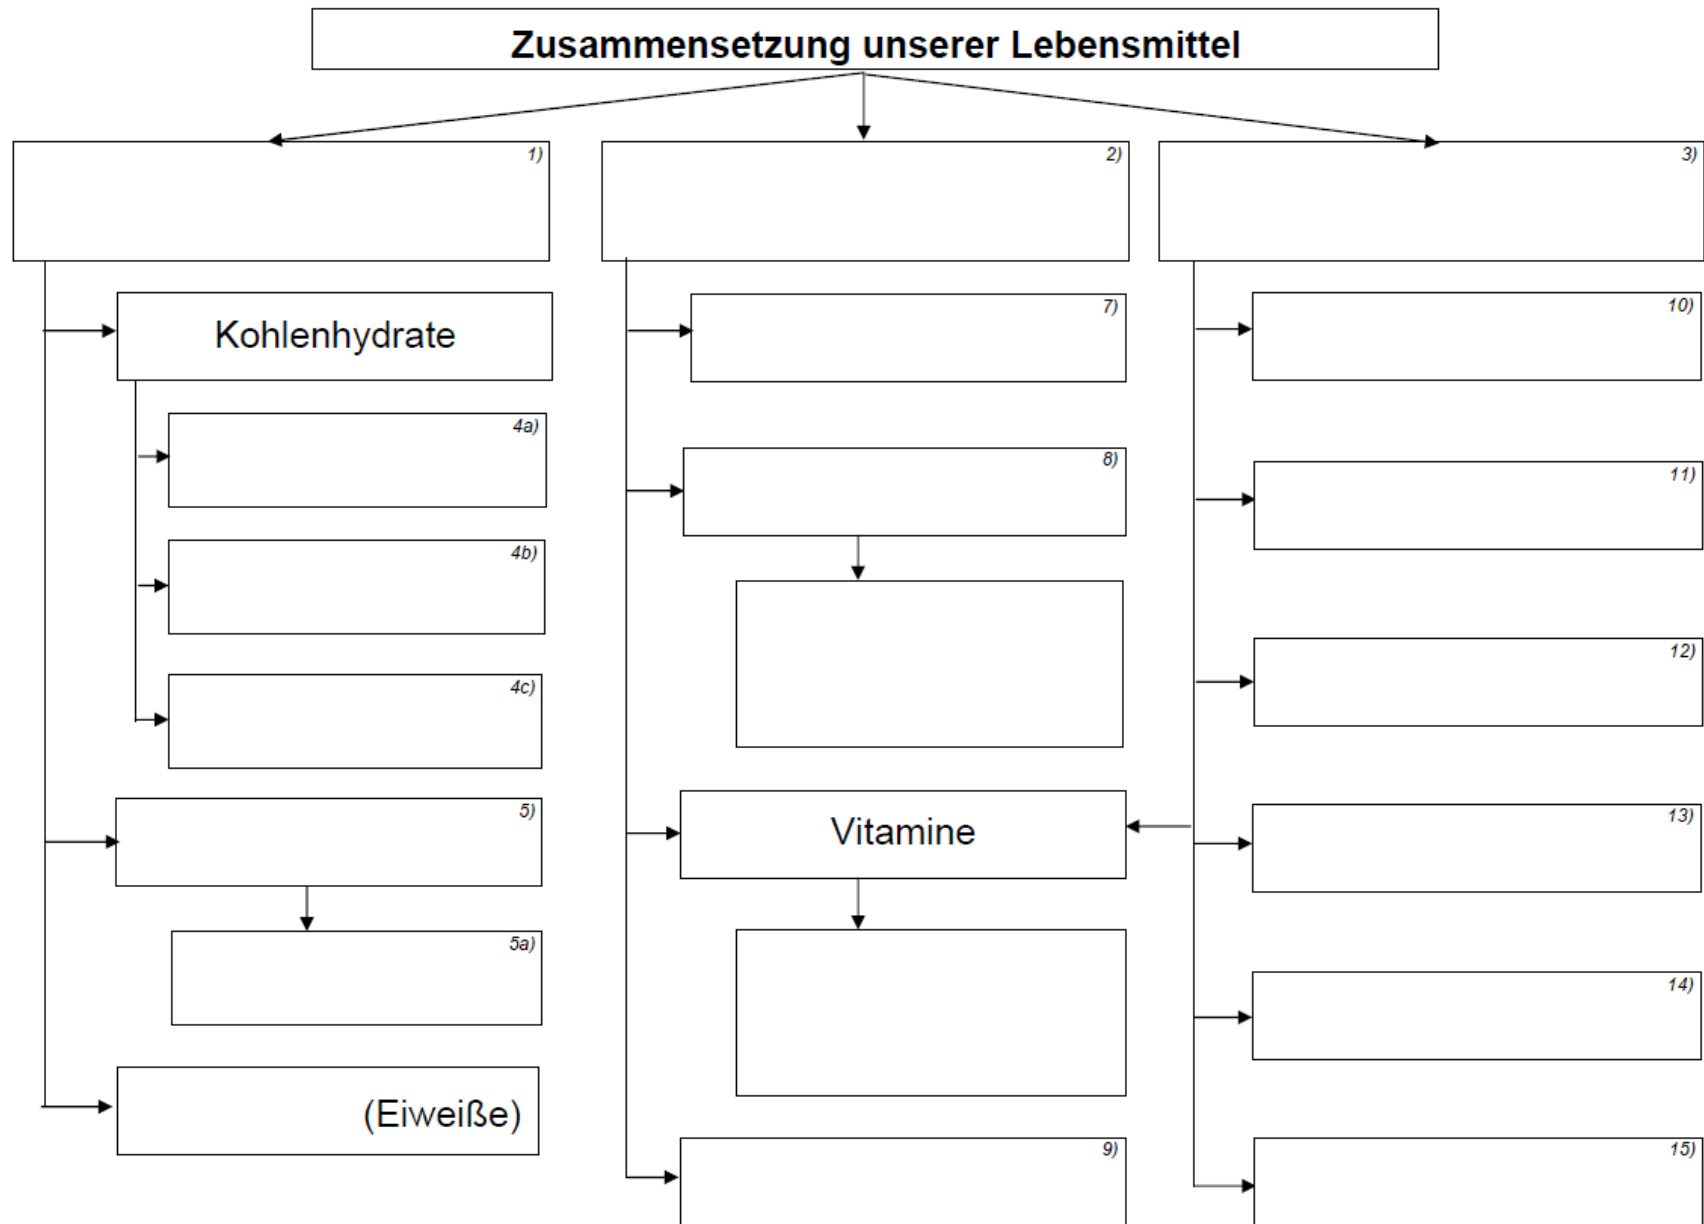 Zusammensetzung unserer Lebensmittel
1)
2)
3)
Kohlenhydrate
4a)
4b)
4c)
5)
5a)
(Eiweiße)
7)
8)
Vitamine
9)
10)
11)
12)
13)
14)
15)